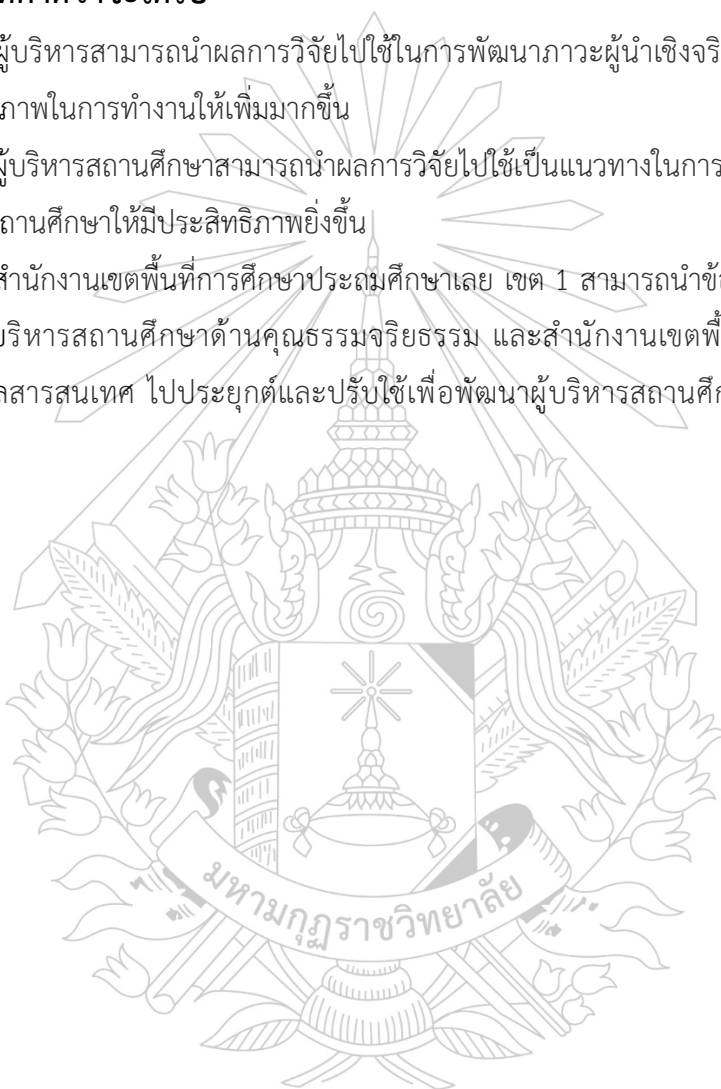 ผู้บริหารสามารถนำผลการวิจัยไปใช้ในการพัฒนาภาวะผู้นำเชิงจริ
ภาพในการทำงานให้เพิ่มมากขึ้น
ผู้บริหารสถานศึกษาสามารถนำผลการวิจัยไปใช้เป็นแนวทางในการ
ถานศึกษาให้มีประสิทธิภาพยิ่งขึ้น
สำนักงานเขตพื้นที่การศึกษาประถมศึกษาเลย เขต 1 สามารถนำข้
บริหารสถานศึกษาด้านคุณธรรมจริยธรรม และสำนักงานเขตพื้
ลสารสนเทศ ไปประยุกต์และปรับใช้เพื่อพัฒนาผู้บริหารสถานศึก
มหามกุฏราชวิทยาลัย